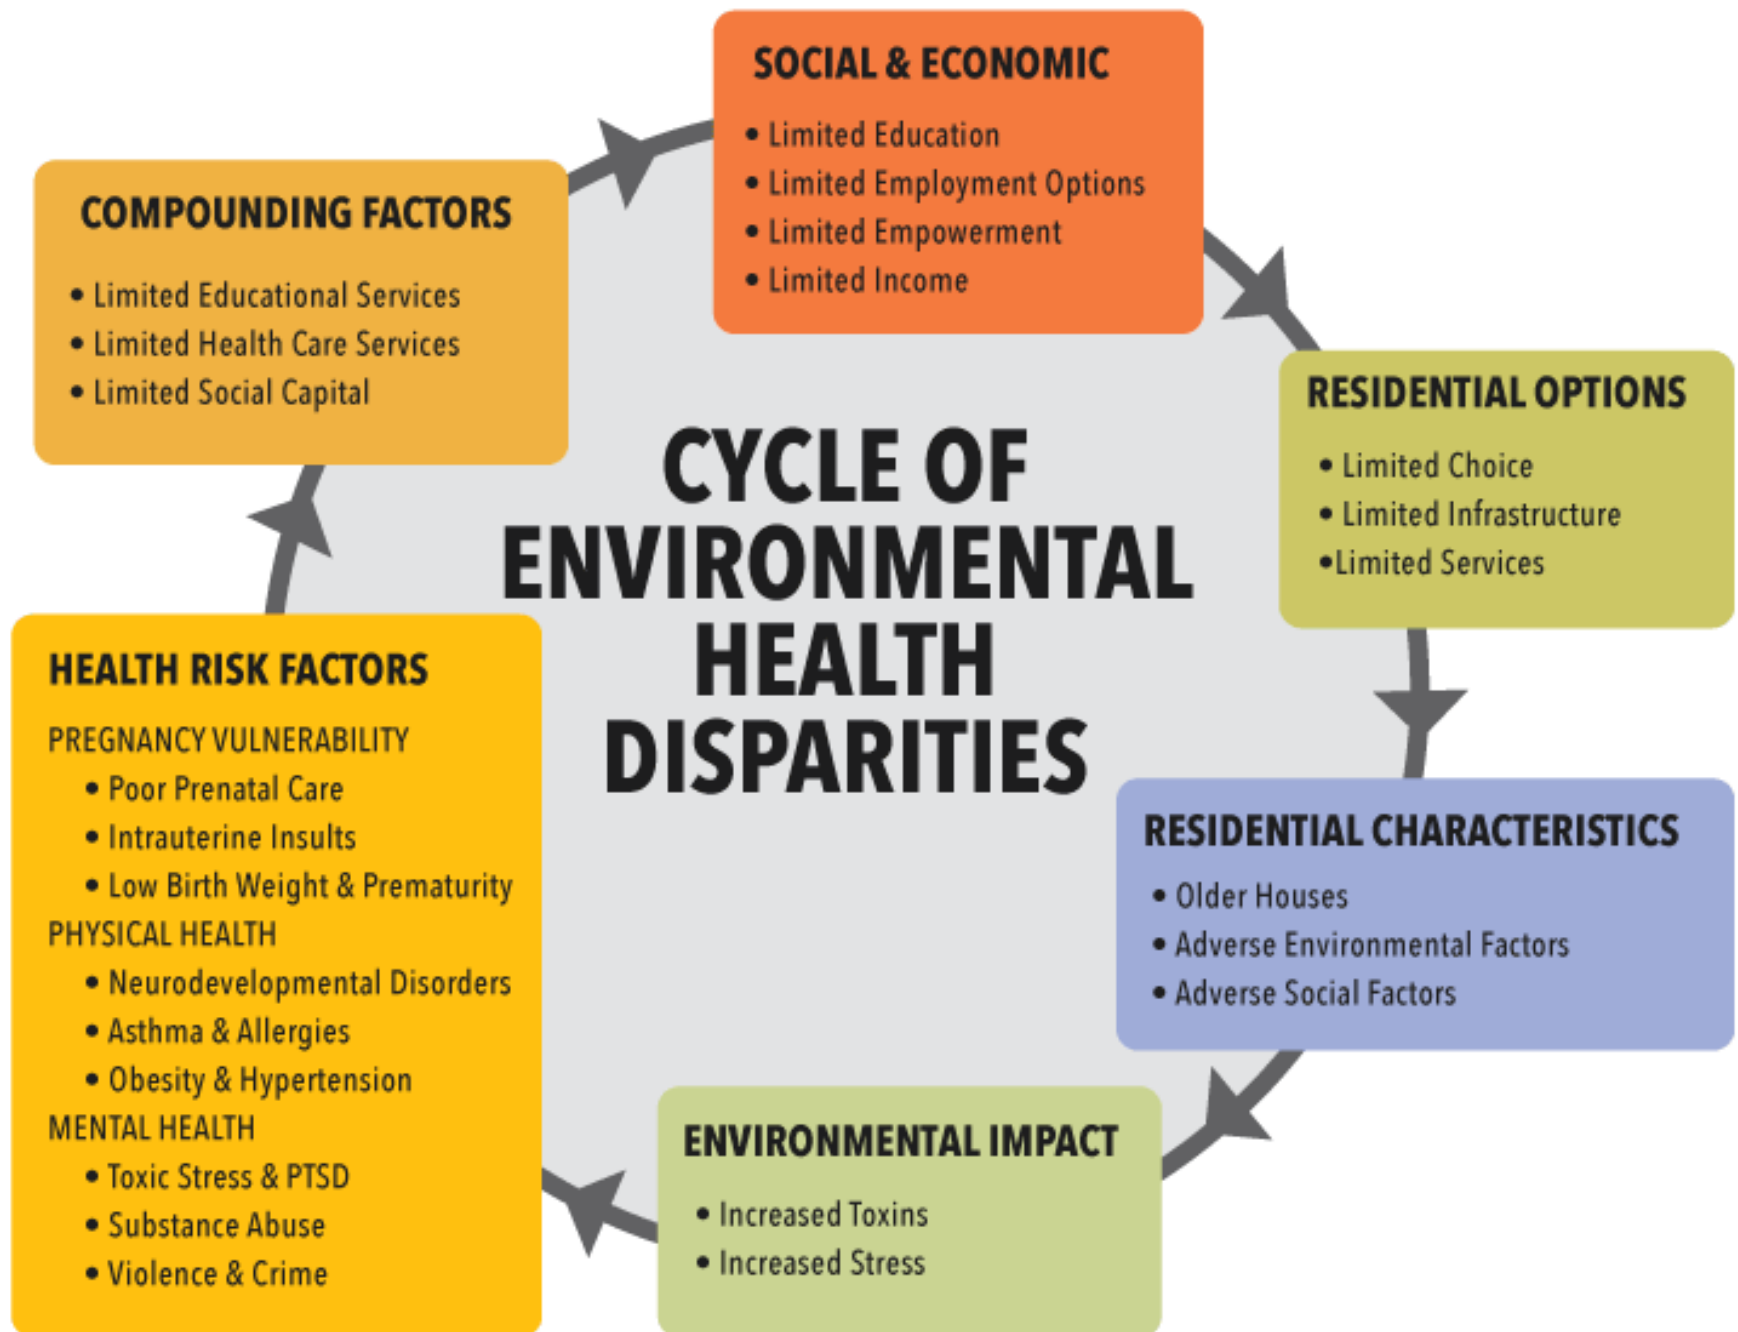 SOCIAL & ECONOMIC
• Limited Education
• Limited Employment Options
• Limited Empowerment
• Limited Income
RESIDENTIAL OPTIONS
• Limited Choice
• Limited Infrastructure
•Limited Services
RESIDENTIAL CHARACTERISTICS
• Older Houses
• Adverse Environmental Factors
• Adverse Social Factors
ENVIRONMENTAL IMPACT
• Increased Toxins
• Increased Stress
HEALTH RISK FACTORS
PREGNANCY VULNERABILITY
• Poor Prenatal Care
• Intrauterine Insults
• Low Birth Weight & Prematurity
PHYSICAL HEALTH
• Neurodevelopmental Disorders
• Asthma & Allergies
• Obesity & Hypertension
MENTAL HEALTH
• Toxic Stress & PTSD
• Substance Abuse
• Violence & Crime
COMPOUNDING FACTORS
• Limited Educational Services
• Limited Health Care Services
• Limited Social Capital
CYCLE OF
ENVIRONMENTAL
HEALTH
DISPARITIES